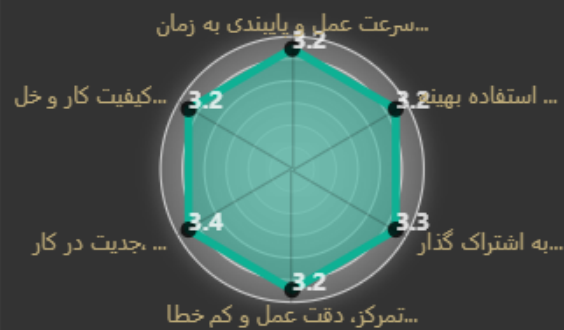 سرعت عمل و پایبندی به زمان...
3.2
کیفیت کار و خل...
3.2
3.2
استفاده بهینه ...
جدیت در کار، ...
3.4
3.3
به اشتراک گذار...
3.2
تمرکز، دقت عمل و کم خطا...